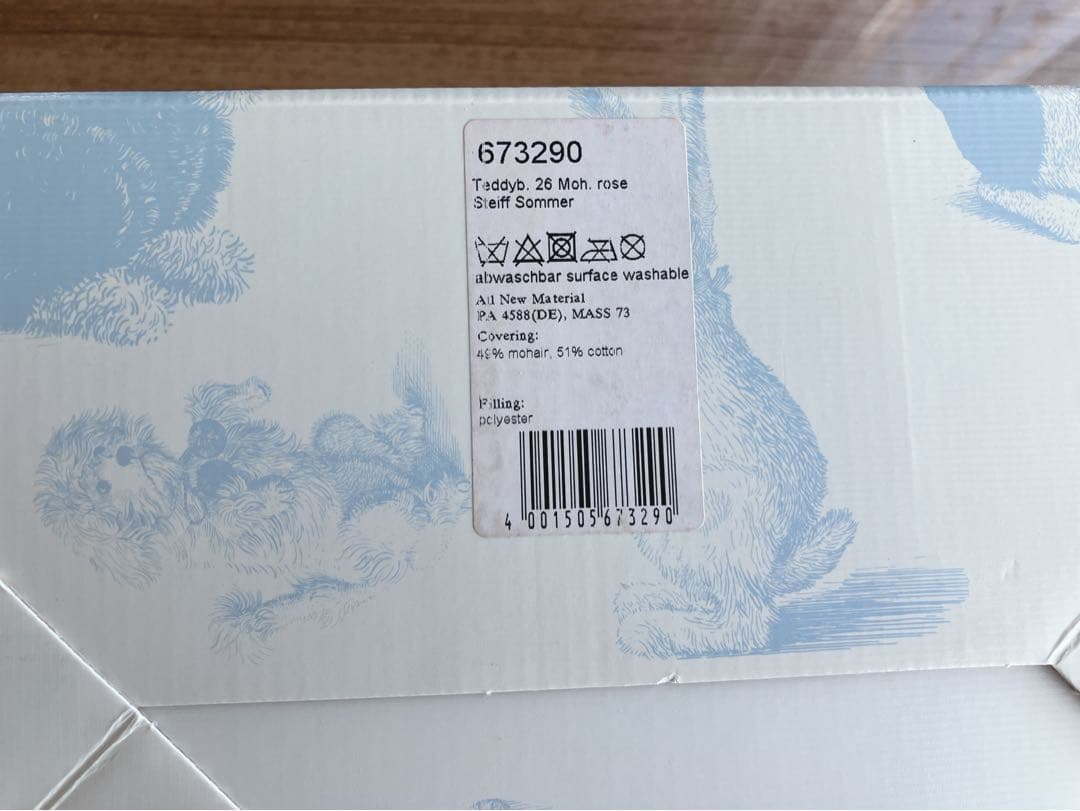 673290
Teddyb. 26 Moh. rose
Steiff Sommer
abwaschbar surface washable
All New Material
PA 4588(DE), MASS 73
Covering:
49% mohair, 51% cotton
Filling:
polyester
4 001505 673290